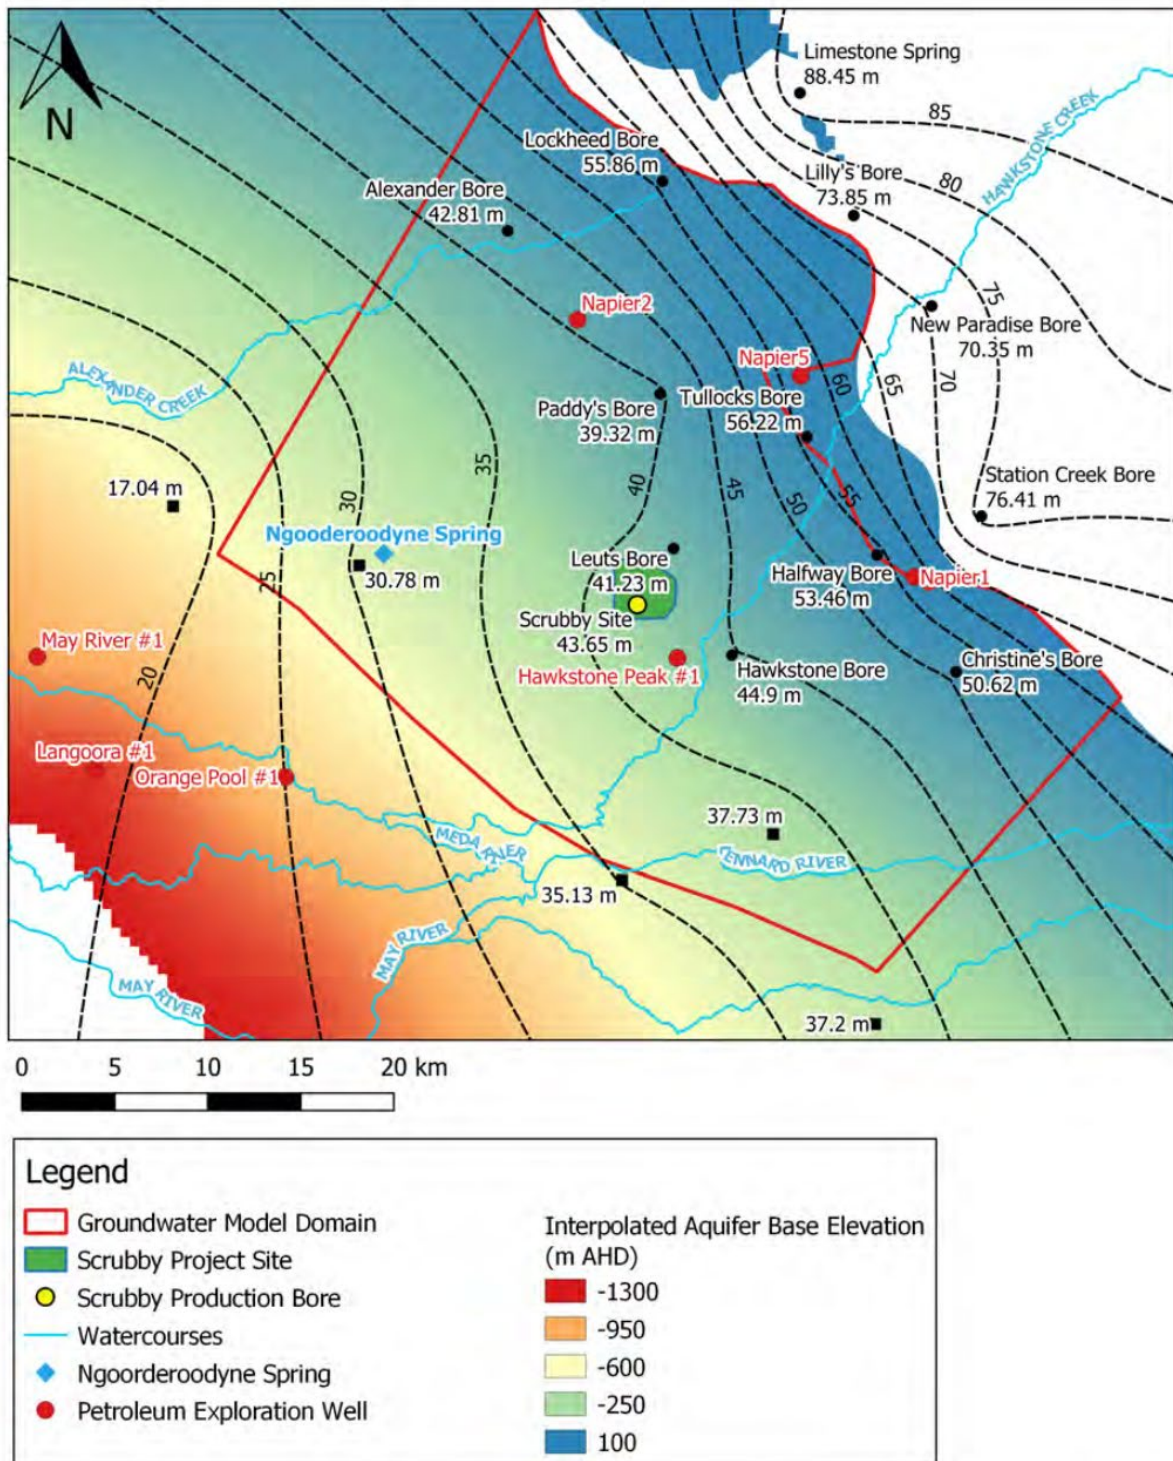 Limestone Spring
88.45 m
85
HAWKSTONE CREEK
N
Lockheed Bore
55.86 m
Lilly's Bore
73.85 m
80
Alexander Bore
42.81 m
75
Napier2
New Paradise Bore
70.35 m
Napier5
60
65
70
ALEXANDER CREEK
Tullocks Bore
56.22 m
Paddy's Bore
39.32 m
35
Station Creek Bore
76.41 m
17.04 m
30
40
45
50
55
Ngooderoodyne Spring
Leuts Bore
41.23 m
Halfway Bore
53.46 m
Napier1
30.78 m
25
Scrubby Site
43.65 m
May River #1
Hawkstone Peak #1
Hawkstone Bore
44.9 m
Christine's Bore
50.62 m
20
Langoora #1
Orange Pool #1
37.73 m
MEDA RIVER
LENNARD RIVER
35.13 m
MAY RIVER
MAY RIVER
37.2 m
0 5 10 15 20 km
Legend
Groundwater Model Domain
Scrubby Project Site
Scrubby Production Bore
Watercourses
Ngoorderoodyne Spring
Petroleum Exploration Well
Interpolated Aquifer Base Elevation
(m AHD)
-1300
-950
-600
-250
100